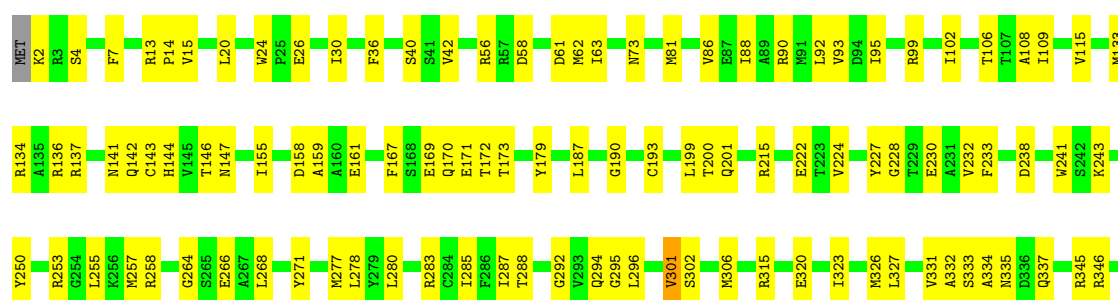 MET K2 R3 S4 F7 R13 P14 V15 L20 W24 P25 E26 I30 F36 S40 S41 V42 R56 R57 D58 D61 M62 I63 N73 M81 V86 E87 I88 A89 R90 M91 L92 V93 D94 I95 R99 I102 T106 T107 A108 I109 V115 M133
R134 A135 R136 R137 N141 Q142 C143 H144 V145 T146 N147 I155 D158 A159 A160 E161 F167 S168 E169 Q170 E171 T172 T173 Y179 L187 G190 C193 L199 T200 Q201 R215 E222 T223 V224 Y227 G228 T229 E230 A231 V232 F233 D238 W241 S242 K243
Y250 R253 G254 L255 K256 M257 R258 G264 S265 E266 A267 L268 Y271 M277 L278 Y279 L280 R283 C284 I285 F286 I287 T288 G292 V293 Q294 G295 L296 V301 S302 M306 R315 E320 I323 M326 L327 V331 A332 S333 A334 N335 D336 Q337 R345 R346